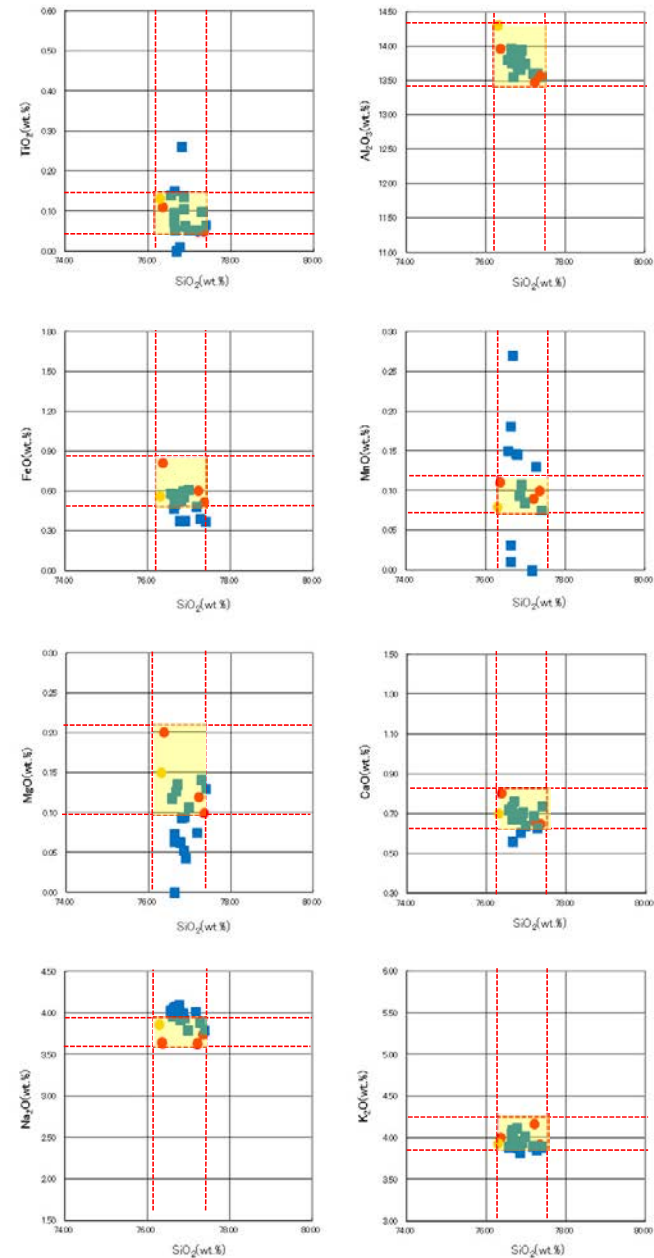 0.60
0.50
0.40
0.30
0.20
0.10
0.00
TiO₂(wt.%)
74.00 76.00 78.00 80.00
SiO₂(wt.%)
14.50
14.00
13.50
13.00
12.50
12.00
11.50
11.00
Al₂O₃(wt.%)
74.00 76.00 78.00 80.00
SiO₂(wt.%)
1.80
1.50
1.20
0.90
0.60
0.30
0.00
FeO(wt.%)
74.00 76.00 78.00 80.00
SiO₂(wt.%)
0.30
0.25
0.20
0.15
0.10
0.05
0.00
MnO(wt.%)
74.00 76.00 78.00 80.00
SiO₂(wt.%)
0.30
0.25
0.20
0.15
0.10
0.05
0.00
MgO(wt.%)
74.00 76.00 78.00 80.00
SiO₂(wt.%)
1.50
1.30
1.10
0.90
0.70
0.50
0.30
CaO(wt.%)
74.00 76.00 78.00 80.00
SiO₂(wt.%)
4.50
4.00
3.50
3.00
2.50
2.00
1.50
Na₂O(wt.%)
74.00 76.00 78.00 80.00
SiO₂(wt.%)
6.00
5.50
5.00
4.50
4.00
3.50
3.00
K₂O(wt.%)
74.00 76.00 78.00 80.00
SiO₂(wt.%)